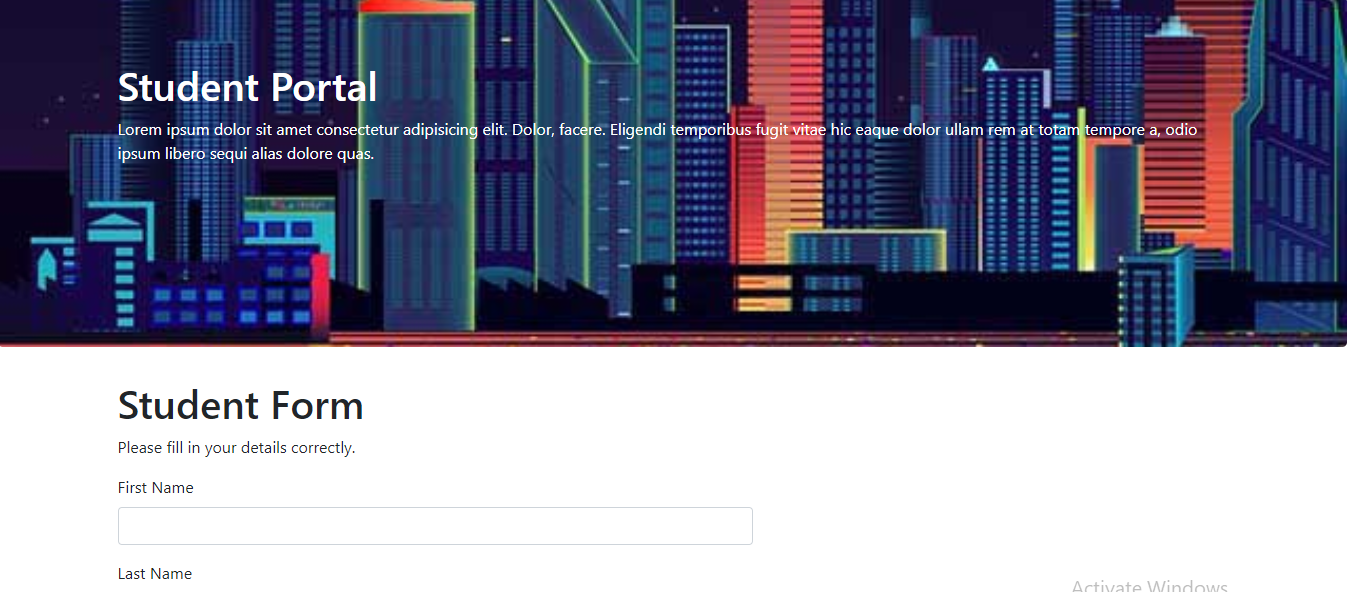 Student Portal
Lorem ipsum dolor sit amet consectetur adipisicing elit. Dolor, facere. Eligendi temporibus fugit vitae hic eaque dolor ullam rem at totam tempore a, odio
ipsum libero sequi alias dolore quas.
Student Form
Please fill in your details correctly.
First Name
Last Name
Activate Windows